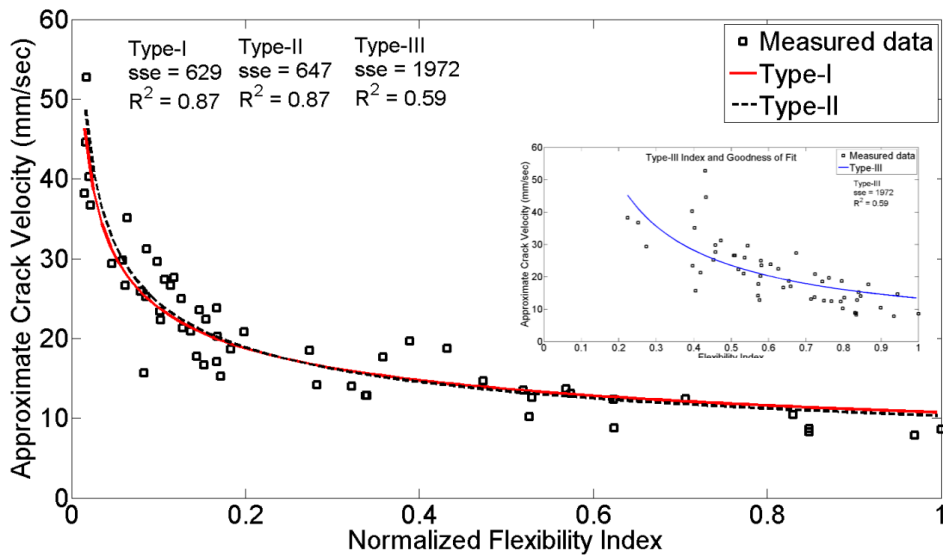 60
50
40
30
20
10
0
Approximate Crack Velocity (mm/sec)
Type-I Type-II Type-III
sse = 629 sse = 647 sse = 1972
R² = 0.87 R² = 0.87 R² = 0.59
Measured data
Type-I
Type-II
60
50
40
30
20
10
0
Approximate Crack Velocity (mm/sec)
Type-III Index and Goodness of Fit
Measured data
Type-III
Type-III
sse = 1972
R² = 0.59
0 0.1 0.2 0.3 0.4 0.5 0.6 0.7 0.8 0.9 1
Flexibility Index
0 0.2 0.4 0.6 0.8 1
Normalized Flexibility Index